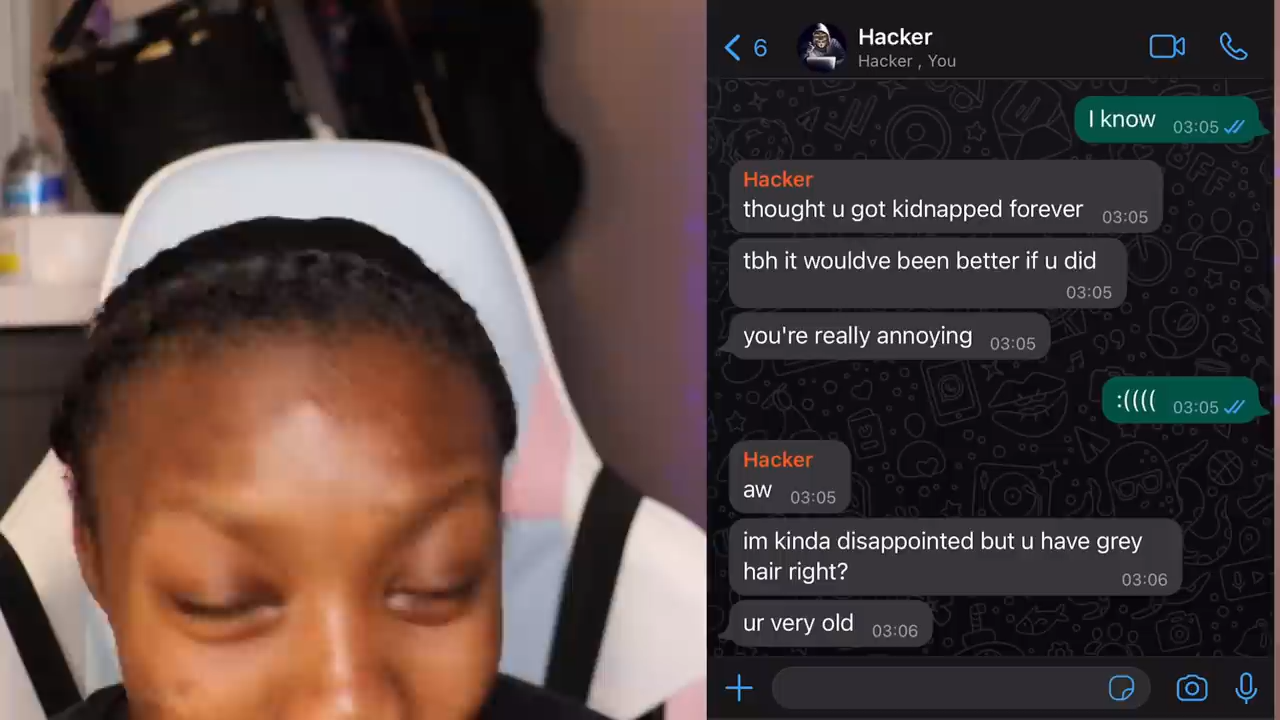 6
Hacker
Hacker , You
I know 03:05
Hacker
thought u got kidnapped forever 03:05
tbh it wouldve been better if u did
03:05
you're really annoying 03:05
:(((( 03:05
Hacker
aw 03:05
im kinda disappointed but u have grey
hair right? 03:06
ur very old 03:06